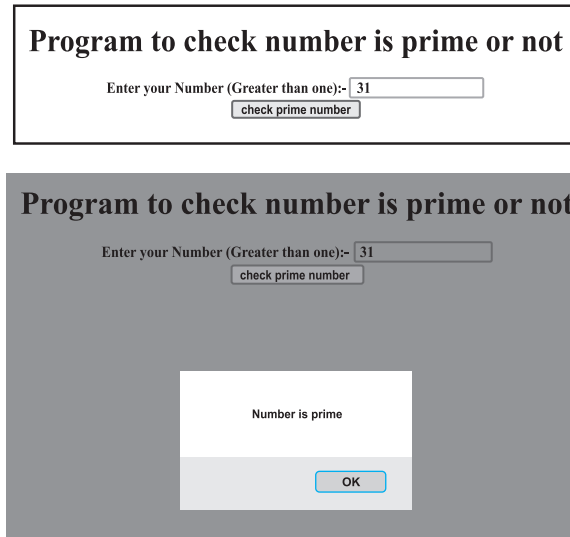 Program to check number is prime or not
Enter your Number (Greater than one):- 31
check prime number
Program to check number is prime or not
Enter your Number (Greater than one):- 31
check prime number
Number is prime
OK